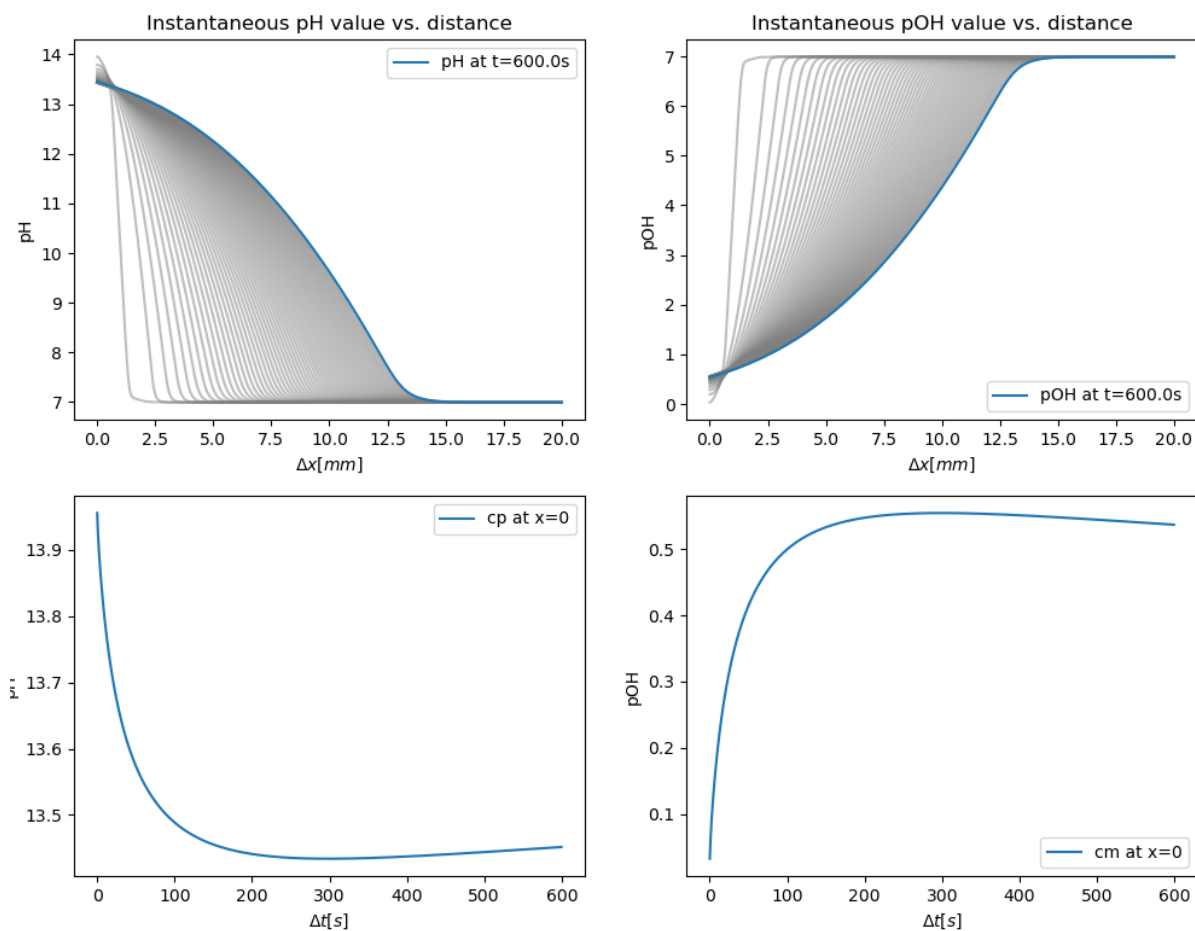 Instantaneous pH value vs. distance
14
13
12
11
10
9
8
7
pH
pH at t=600.0s
0.0 2.5 5.0 7.5 10.0 12.5 15.0 17.5 20.0
Δx[mm]
Instantaneous pOH value vs. distance
7
6
5
4
3
2
1
0
pOH
pOH at t=600.0s
0.0 2.5 5.0 7.5 10.0 12.5 15.0 17.5 20.0
Δx[mm]
13.9
13.8
13.7
13.6
13.5
pH
cp at x=0
0 100 200 300 400 500 600
Δt[s]
0.5
0.4
0.3
0.2
0.1
pOH
cm at x=0
0 100 200 300 400 500 600
Δt[s]